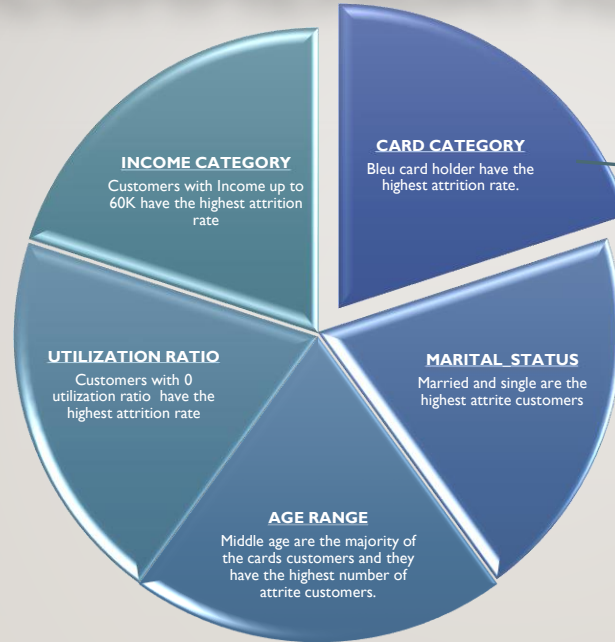 CARD CATEGORY
Bleu card holder have the
highest attrition rate.
MARITAL_STATUS
Married and single are the
highest attrite customers
AGE RANGE
Middle age are the majority of
the cards customers and they
have the highest number of
attrite customers.
UTILIZATION RATIO
Customers with 0
utilization ratio have the
highest attrition rate
INCOME CATEGORY
Customers with Income up to
60K have the highest attrition
rate